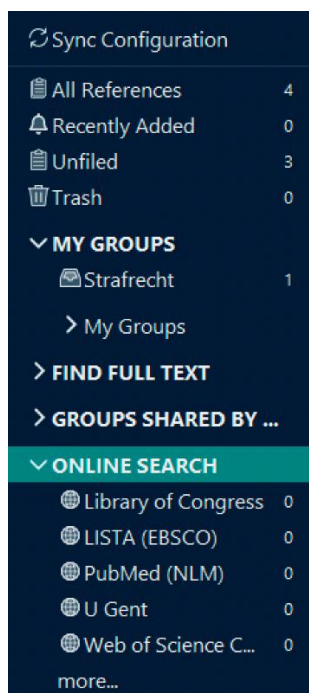 Sync Configuration
All References 4
Recently Added 0
Unfiled 3
Trash 0
MY GROUPS
Strafrecht 1
My Groups
FIND FULL TEXT
GROUPS SHARED BY ...
ONLINE SEARCH
Library of Congress 0
LISTA (EBSCO) 0
PubMed (NLM) 0
U Gent 0
Web of Science C... 0
more...